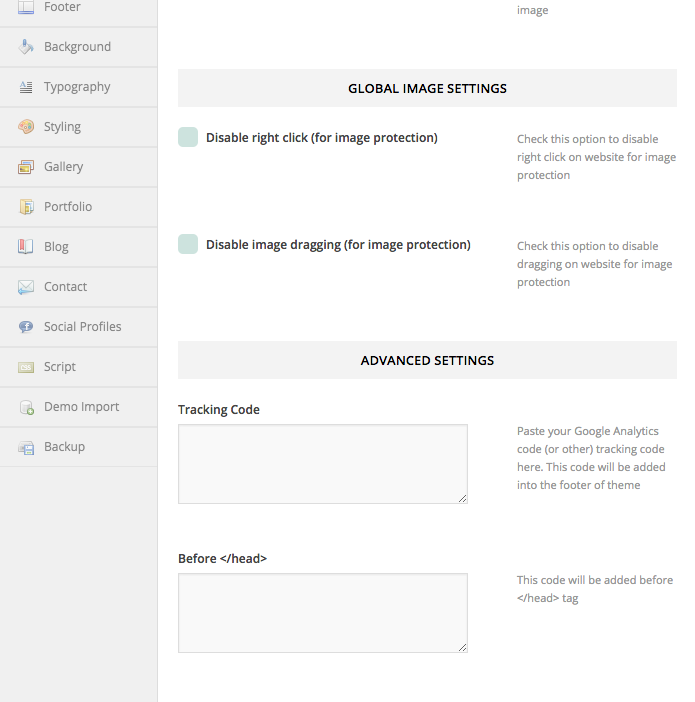 Footer
Background
Typography
Styling
Gallery
Portfolio
Blog
Contact
Social Profiles
Script
Demo Import
Backup
image
GLOBAL IMAGE SETTINGS
Disable right click (for image protection)
Check this option to disable
right click on website for image
protection
Disable image dragging (for image protection)
Check this option to disable
dragging on website for image
protection
ADVANCED SETTINGS
Tracking Code
Paste your Google Analytics
code (or other) tracking code
here. This code will be added
into the footer of theme
Before </head>
This code will be added before
</head> tag